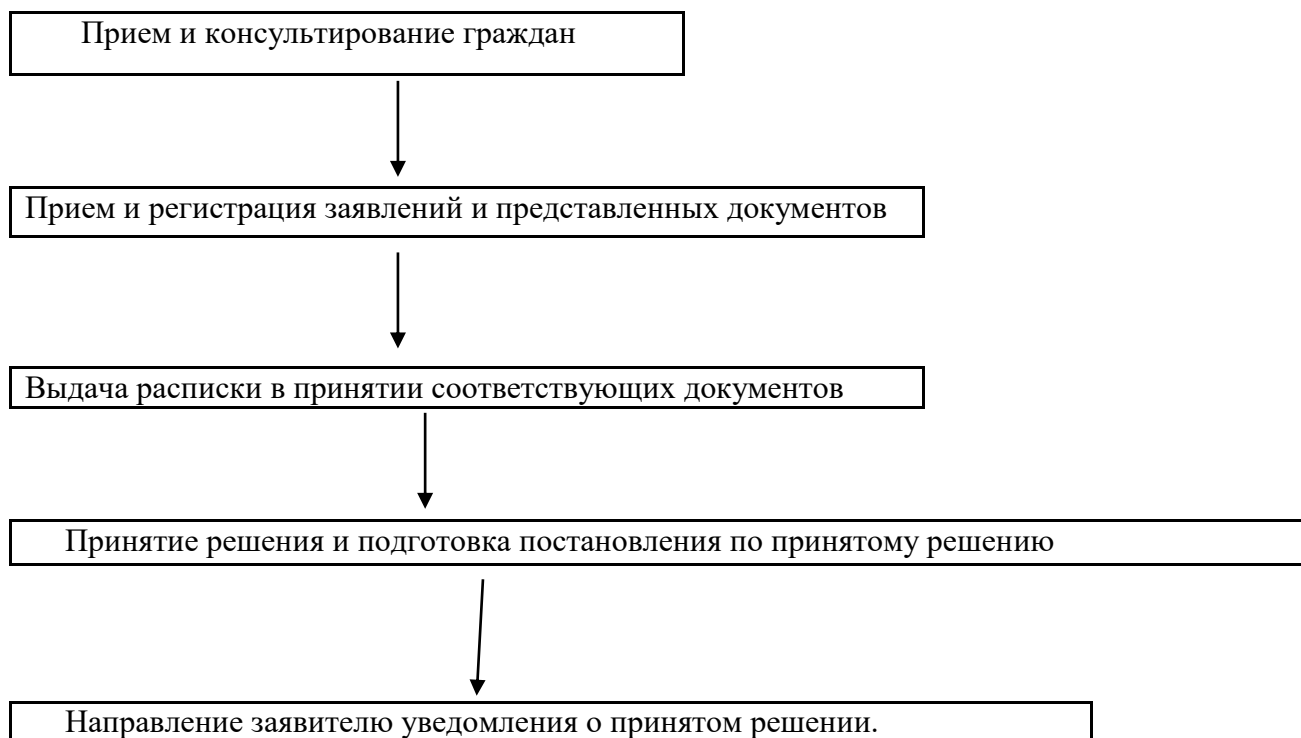 Прием и консультирование граждан
Прием и регистрация заявлений и представленных документов
Выдача расписки в принятии соответствующих документов
Принятие решения и подготовка постановления по принятому решению
Направление заявителю уведомления о принятом решении.